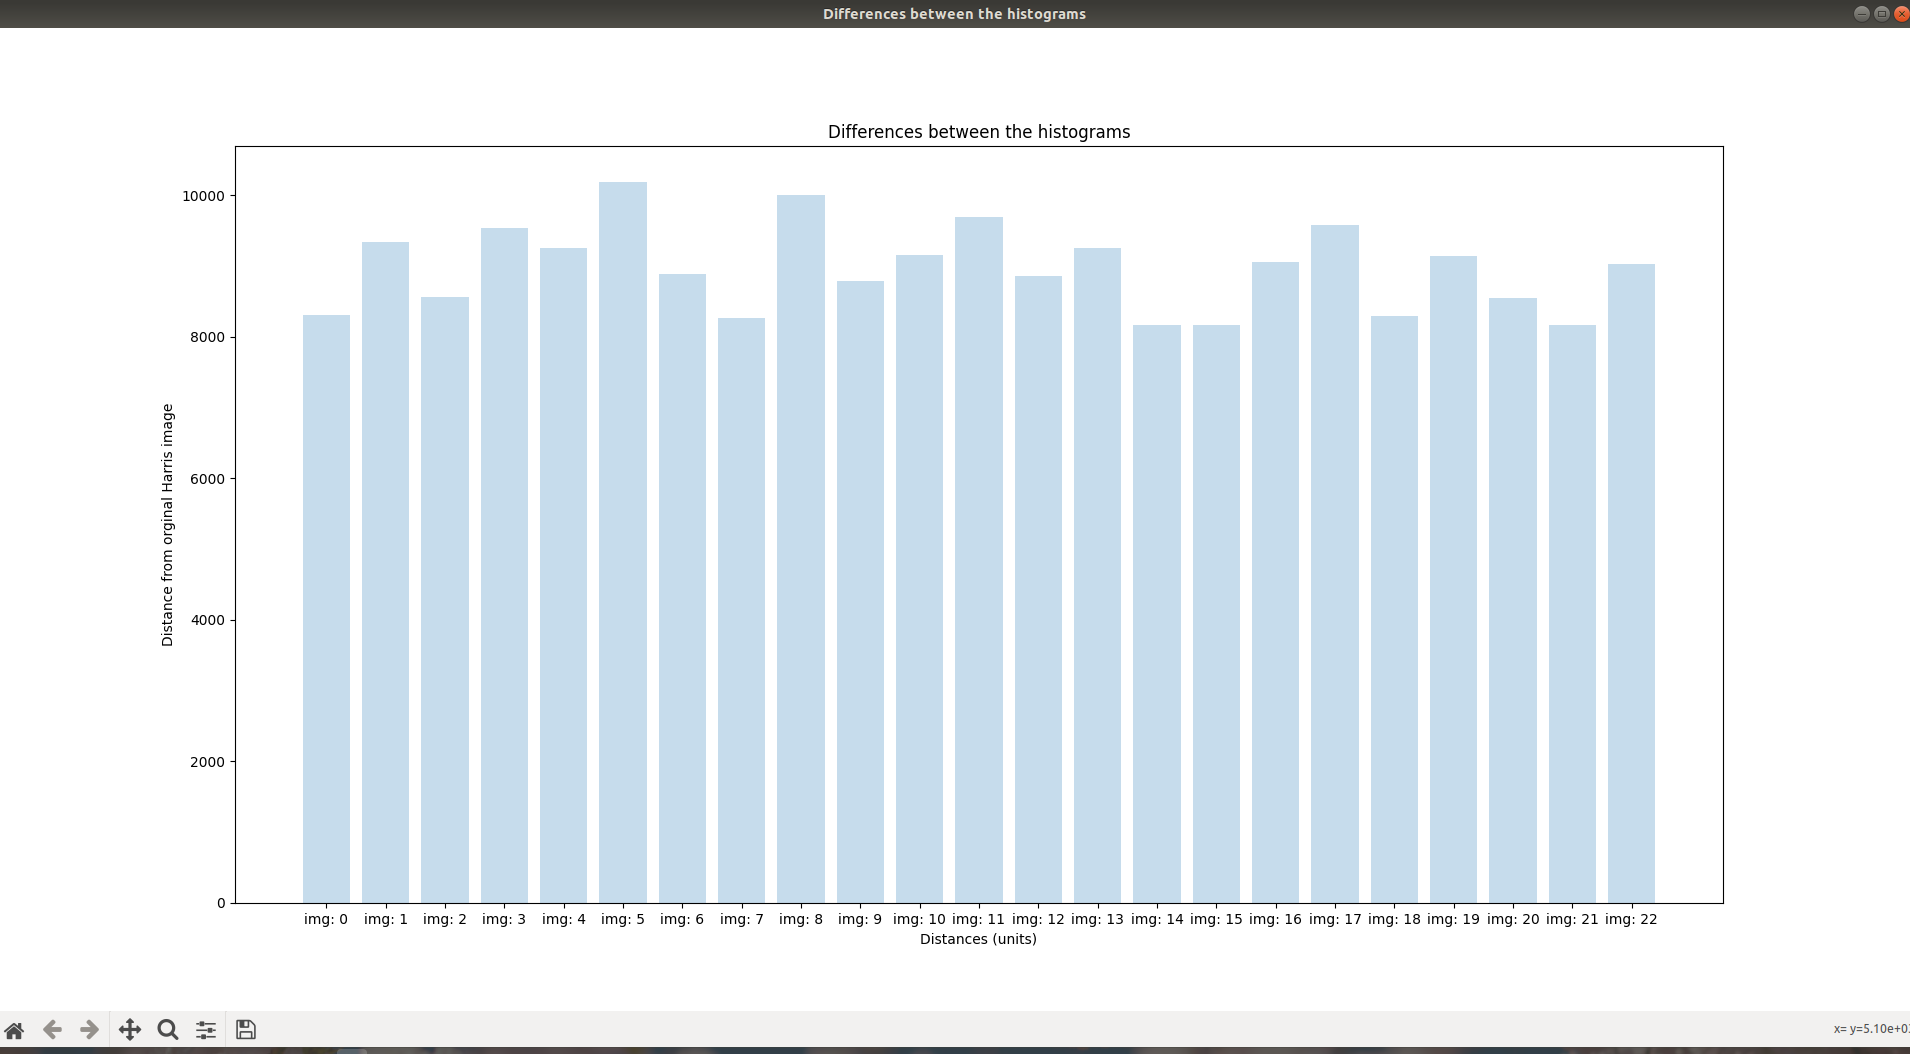 Differences between the histograms
Differences between the histograms
10000
8000
6000
4000
2000
0
Distance from orginal Harris image
img: 0 img: 1 img: 2 img: 3 img: 4 img: 5 img: 6 img: 7 img: 8 img: 9 img: 10 img: 11 img: 12 img: 13 img: 14 img: 15 img: 16 img: 17 img: 18 img: 19 img: 20 img: 21 img: 22
Distances (units)
x= y=5.10e+0